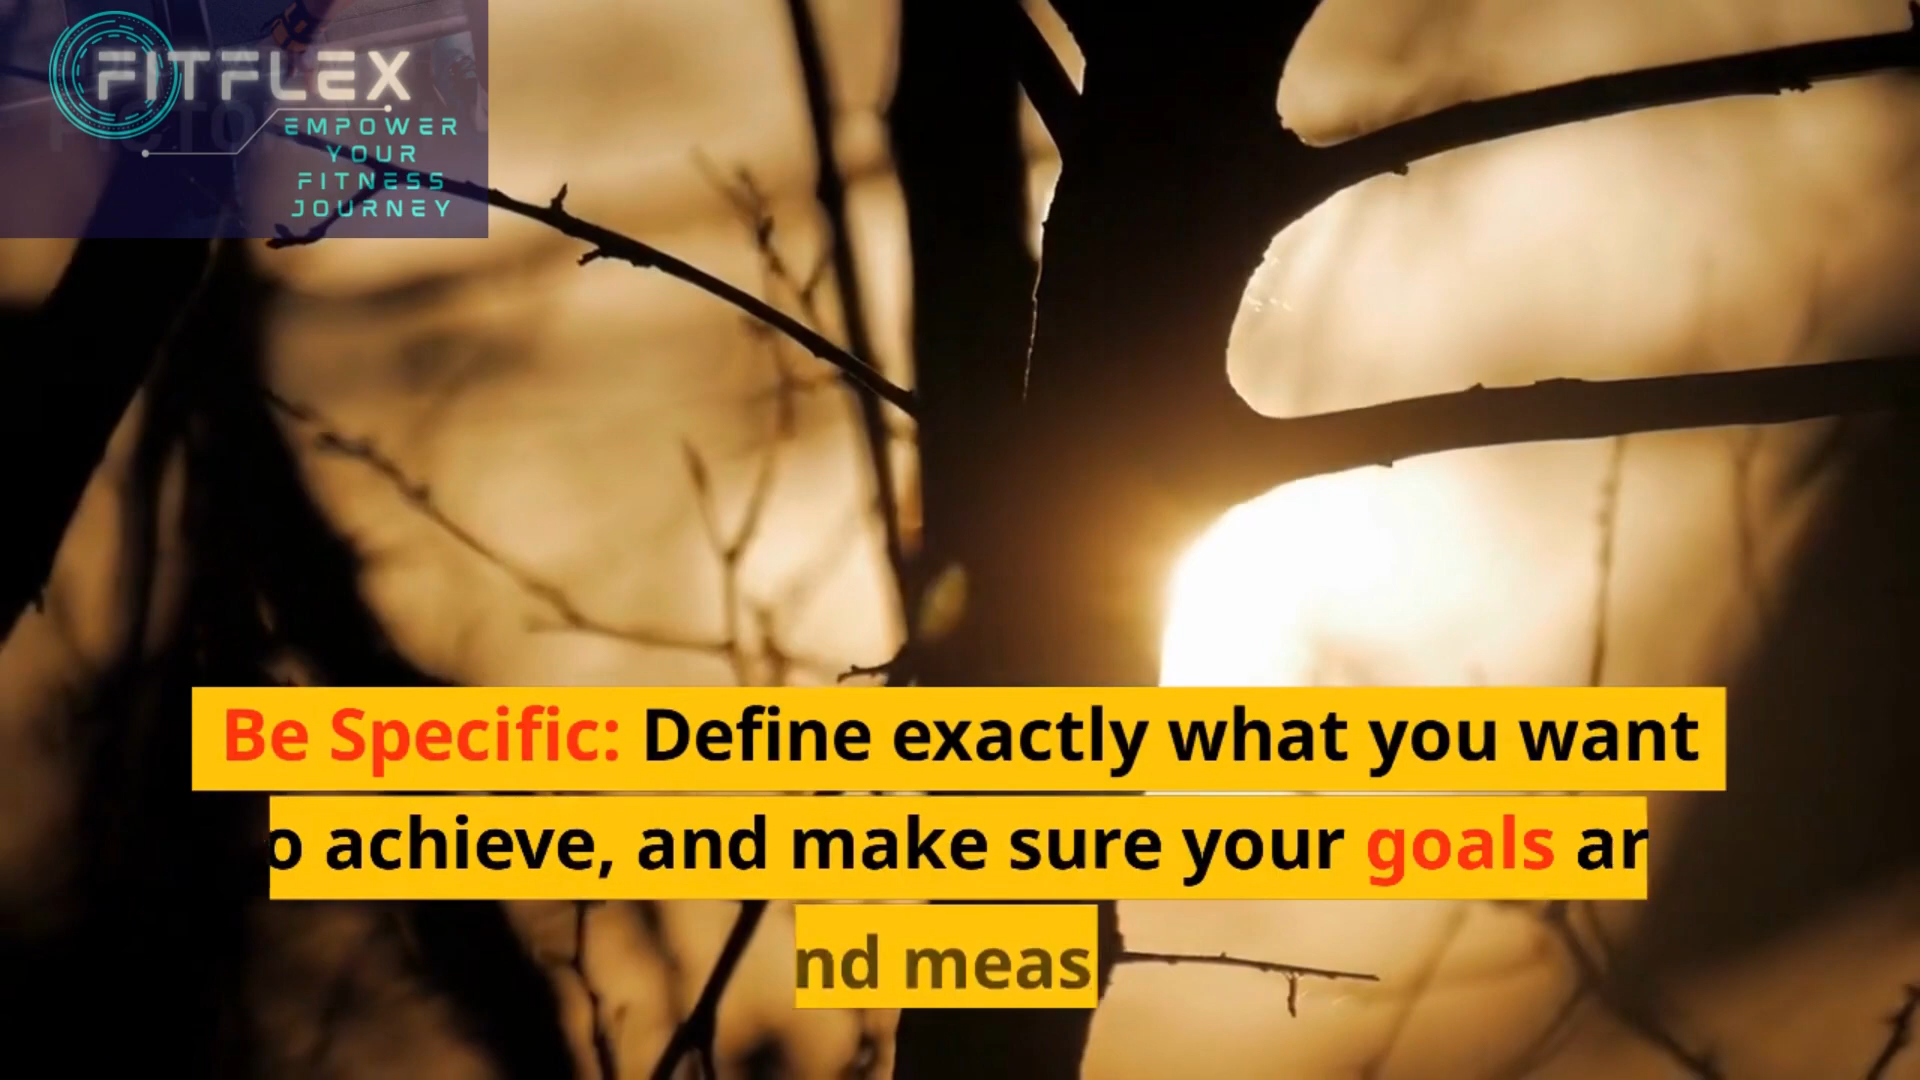 FITFLEX
EMPOWER
YOUR
FITNESS
JOURNEY
Be Specific: Define exactly what you want
o achieve, and make sure your goals ar
nd meas